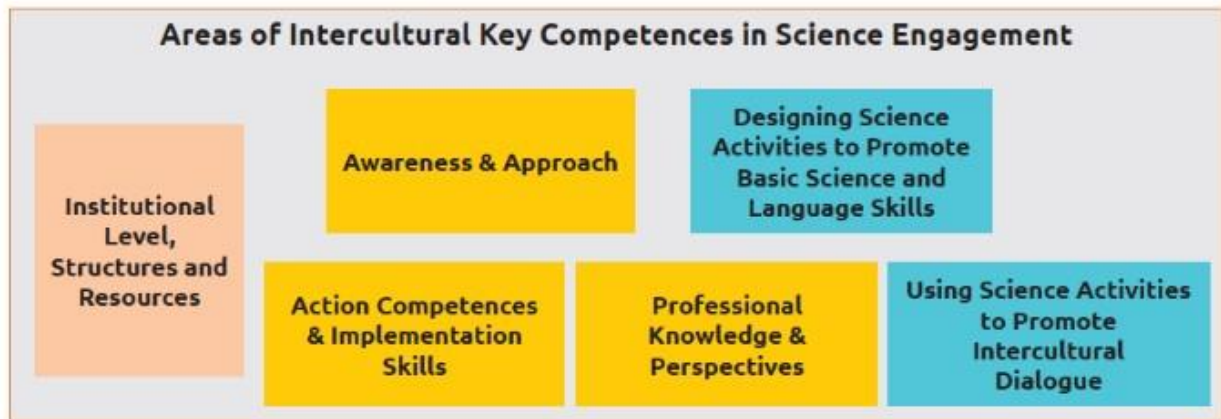 Areas of Intercultural Key Competences in Science Engagement
Institutional
Level,
Structures and
Resources
Awareness & Approach
Designing Science
Activities to Promote
Basic Science and
Language Skills
Action Competences
& Implementation
Skills
Professional
Knowledge &
Perspectives
Using Science Activities
to Promote
Intercultural
Dialogue